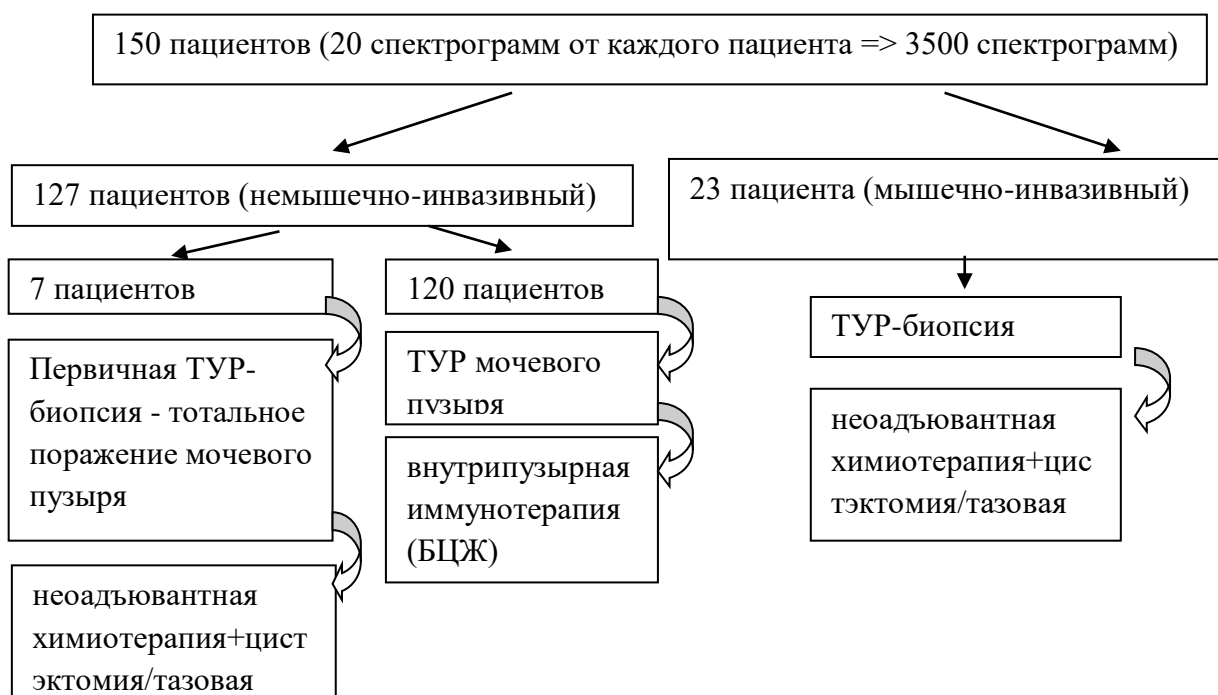 150 пациентов (20 спектрограмм от каждого пациента => 3500 спектрограмм)
127 пациентов (немышечно-инвазивный)
23 пациента (мышечно-инвазивный)
7 пациентов
120 пациентов
ТУР-биопсия
Первичная ТУР-
биопсия - тотальное
поражение мочевого
пузыря
ТУР мочевого
пузыря
неоадъювантная
химиотерапия+цис
тэктомия/тазовая
внутрипузырная
иммунотерапия
(БЦЖ)
неоадъювантная
химиотерапия+цист
эктомия/тазовая